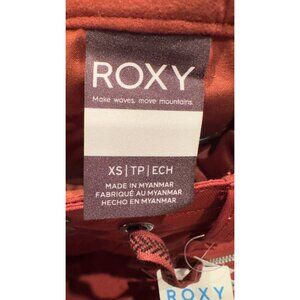 ROXY
Make waves, move mountains.
XS|TP|ECH
MADE IN MYANMAR
FABRIQUÉ AU MYANMAR
HECHO EN MYANMAR
ROXY